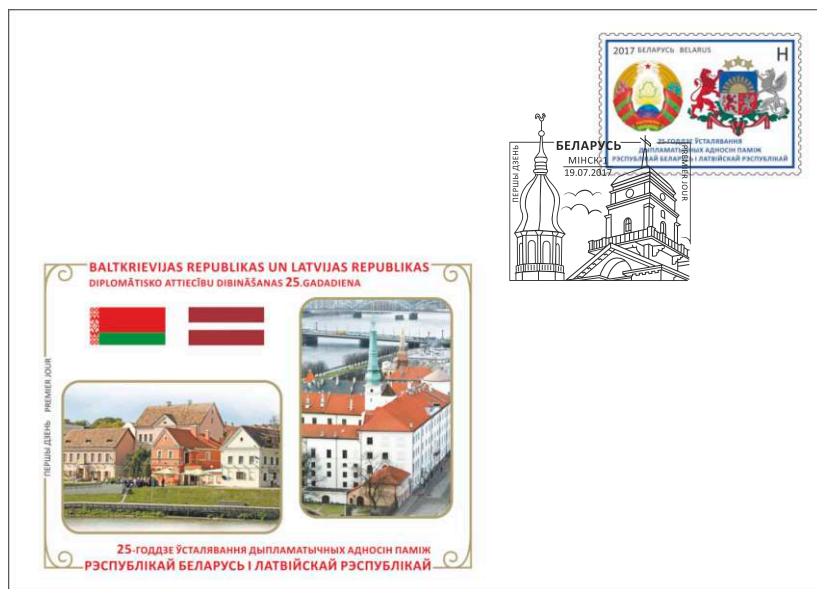 2017 БЕЛАРУСЬ BELARUS H
25-ГОДДЗЕ ЎСТАЛЯВАННЯ
ДЫПЛАМАТЫЧНЫХ АДНОСІН ПАМІЖ
РЭСПУБЛІКАЙ БЕЛАРУСЬ І ЛАТВІЙСКАЙ РЭСПУБЛІКАЙ
БЕЛАРУСЬ
МІНСК-1
19.07.2017
ПЕРШЫ ДЗЕНЬ
PREMIER JOUR
BALTKRIEVIJAS REPUBLIKAS UN LATVIJAS REPUBLIKAS
DIPLOMĀTISKO ATTIECĪBU DIBINĀŠANAS 25.GADADIENA
ПЕРШЫ ДЗЕНЬ PREMIER JOUR
25-ГОДДЗЕ ЎСТАЛЯВАННЯ ДЫПЛАМАТЫЧНЫХ АДНОСІН ПАМІЖ
РЭСПУБЛІКАЙ БЕЛАРУСЬ І ЛАТВІЙСКАЙ РЭСПУБЛІКАЙ